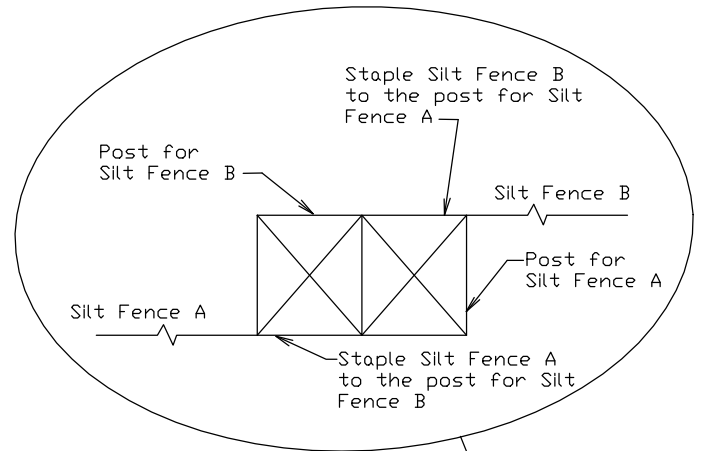 Staple Silt Fence B
to the post for Silt
Fence A
Post for
Silt Fence B
Silt Fence B
Post for
Silt Fence A
Silt Fence A
Staple Silt Fence A
to the post for Silt
Fence B